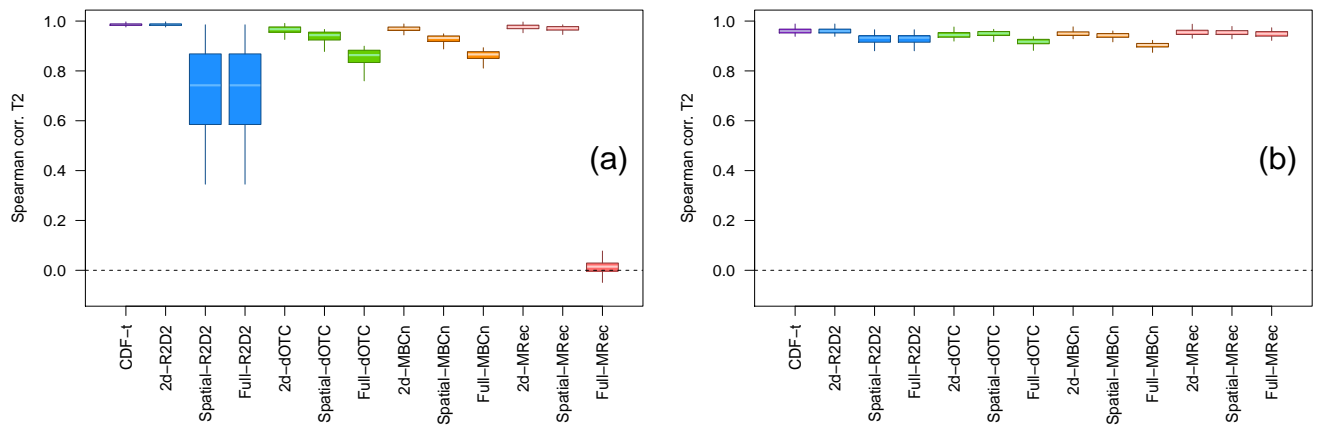 Spearman corr. T2
1.0
0.8
0.6
0.4
0.2
0.0
(a)
CDF−t
2d−R2D2
Spatial−R2D2
Full−R2D2
2d−dOTC
Spatial−dOTC
Full−dOTC
2d−MBCn
Spatial−MBCn
Full−MBCn
2d−MRec
Spatial−MRec
Full−MRec
Spearman corr. T2
1.0
0.8
0.6
0.4
0.2
0.0
(b)
CDF−t
2d−R2D2
Spatial−R2D2
Full−R2D2
2d−dOTC
Spatial−dOTC
Full−dOTC
2d−MBCn
Spatial−MBCn
Full−MBCn
2d−MRec
Spatial−MRec
Full−MRec